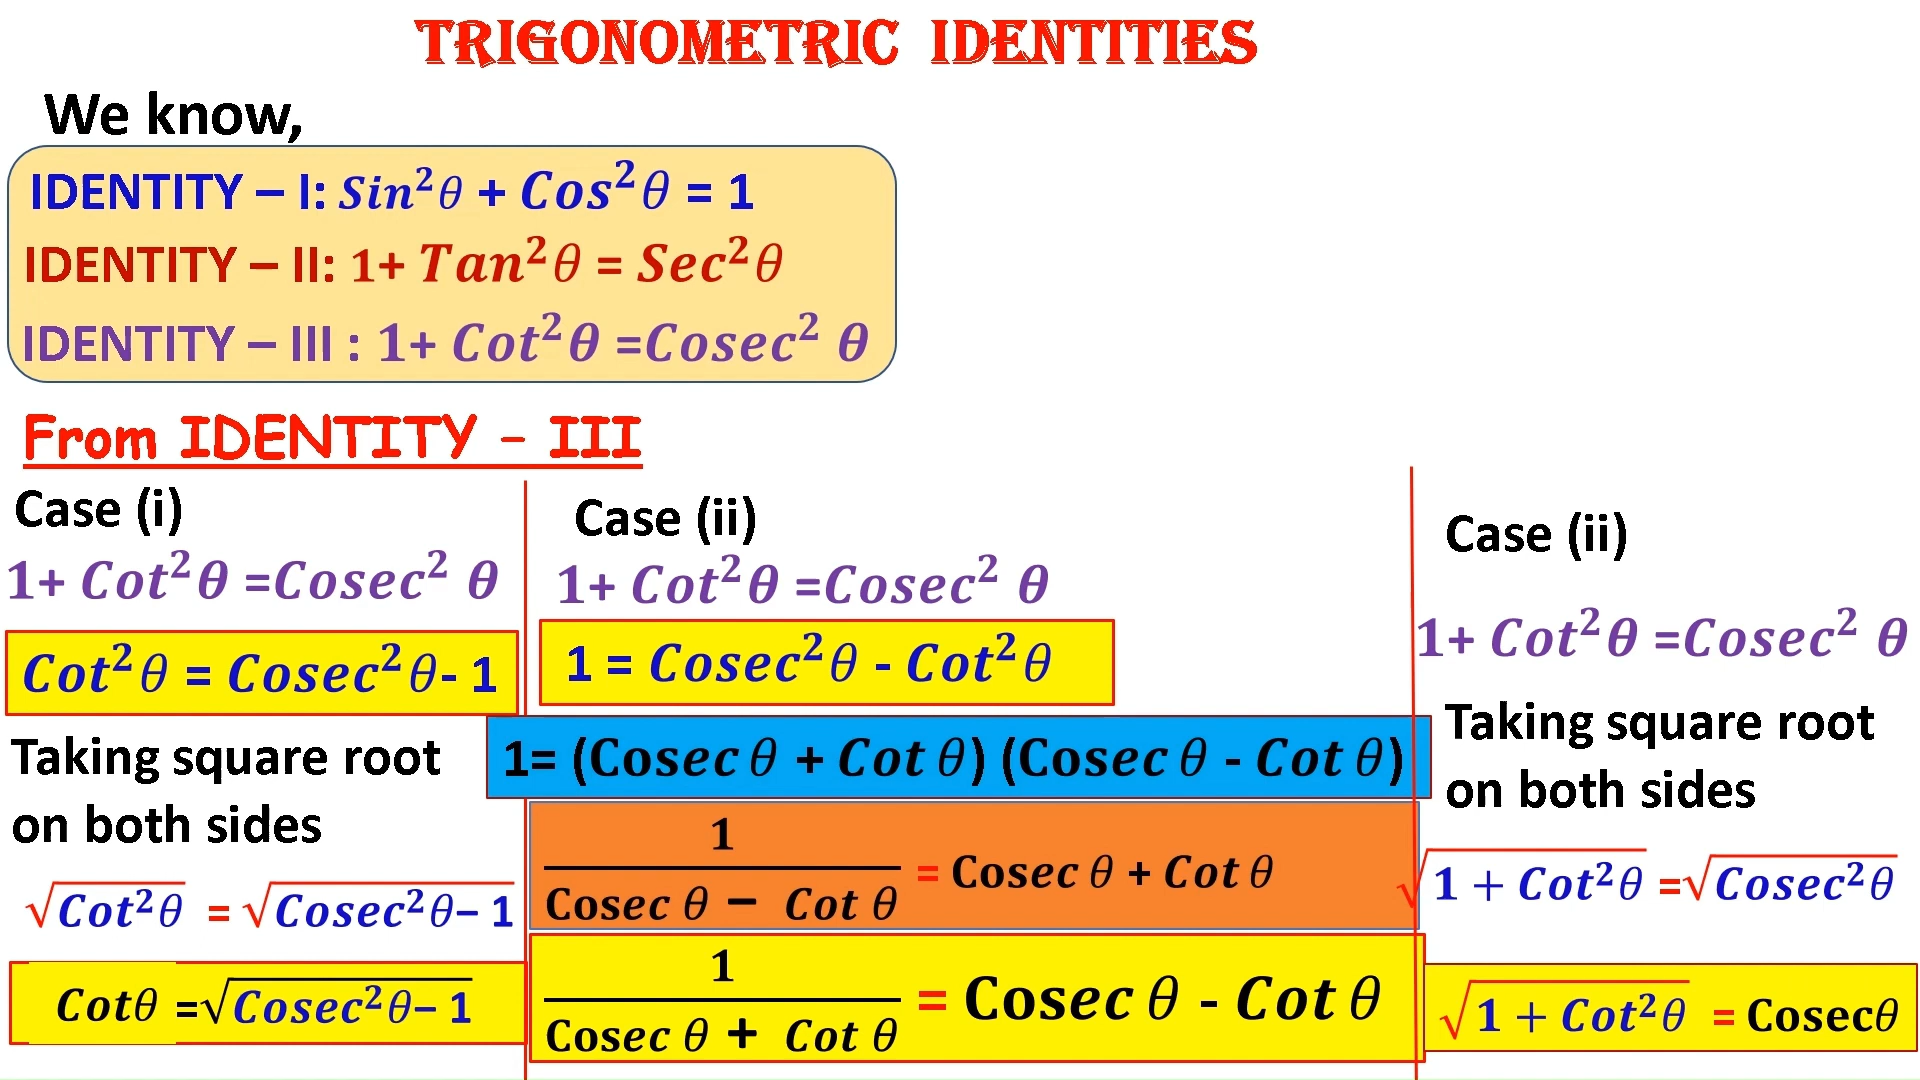 TRIGONOMETRIC IDENTITIES
We know,
IDENTITY – I: Sin²θ + Cos²θ = 1
IDENTITY – II: 1+ Tan²θ = Sec²θ
IDENTITY – III : 1+ Cot²θ =Cosec² θ
From IDENTITY - III
Case (i)
1+ Cot²θ =Cosec² θ
Cot²θ = Cosec²θ- 1
Taking square root
on both sides
√Cot²θ = √Cosec²θ– 1
Cotθ =√Cosec²θ– 1
Case (ii)
1+ Cot²θ =Cosec² θ
1 = Cosec²θ - Cot²θ
1= (Cosec θ + Cot θ) (Cosec θ - Cot θ)
1/(Cosec θ − Cot θ) = Cosec θ + Cot θ
1/(Cosec θ + Cot θ) = Cosec θ - Cot θ
Case (ii)
1+ Cot²θ =Cosec² θ
Taking square root
on both sides
√1 + Cot²θ =√Cosec²θ
√1 + Cot²θ = Cosecθ